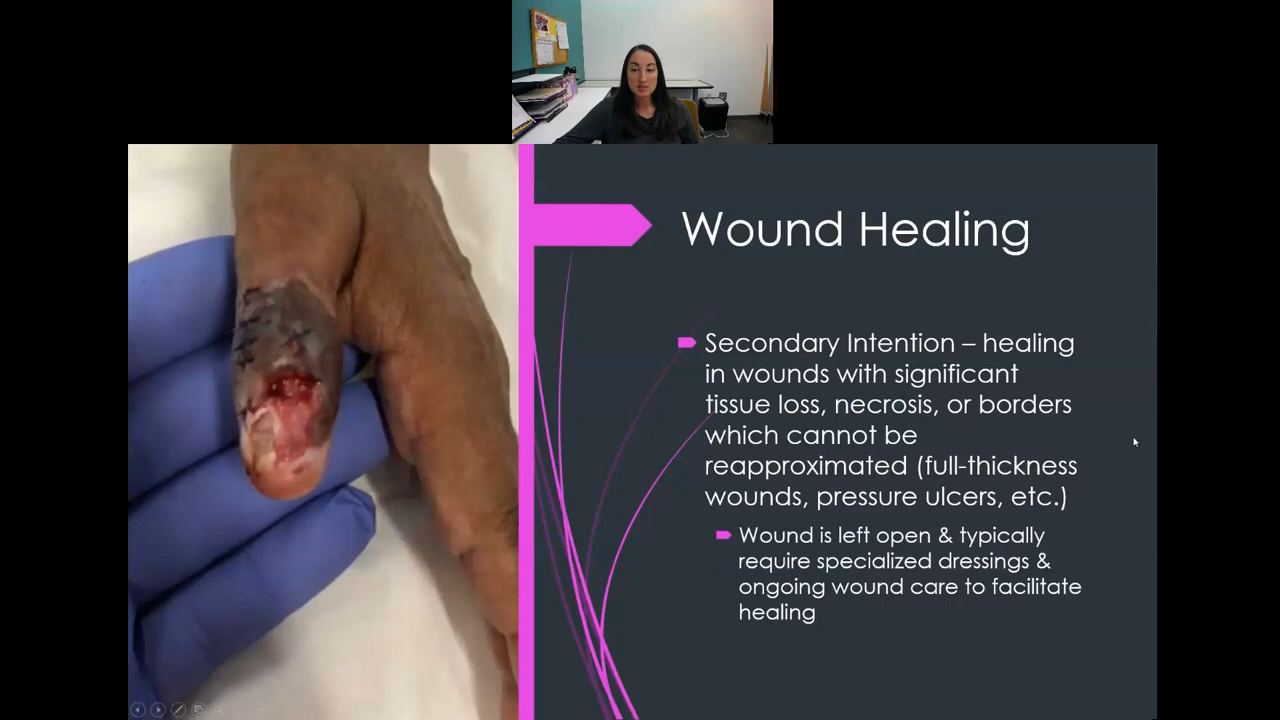 Wound Healing
Secondary Intention – healing
in wounds with significant
tissue loss, necrosis, or borders
which cannot be
reapproximated (full-thickness
wounds, pressure ulcers, etc.)
Wound is left open & typically
require specialized dressings &
ongoing wound care to facilitate
healing